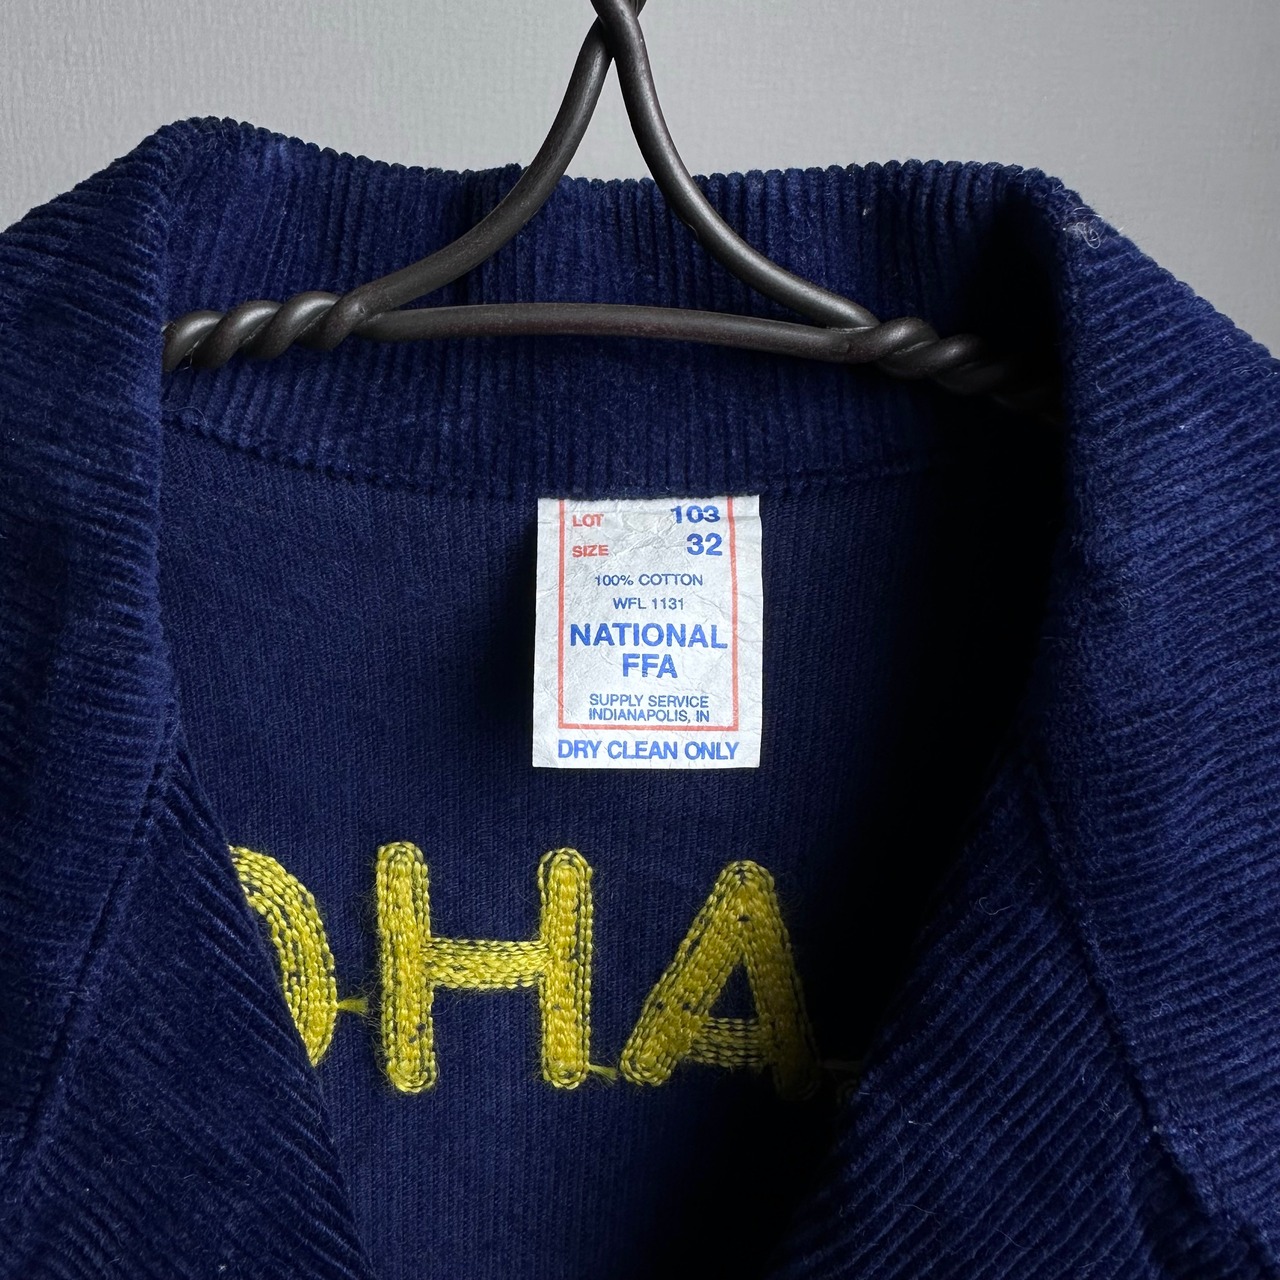 LOT 103
SIZE 32
100% COTTON
WFL 1131
NATIONAL
FFA
SUPPLY SERVICE
INDIANAPOLIS, IN
DRY CLEAN ONLY
OHA